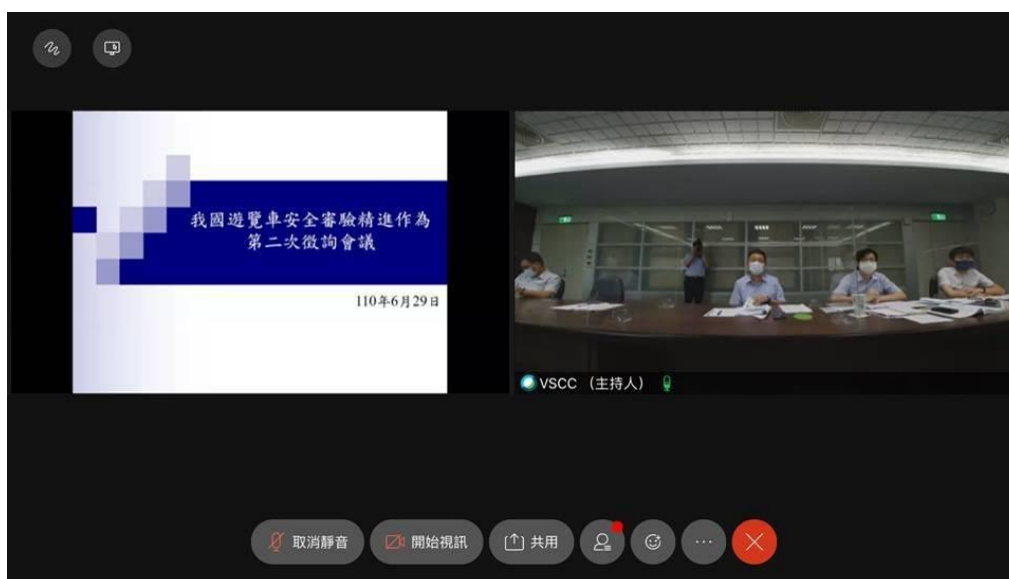 我國遊覽車安全審驗精進作為
第二次徵詢會議
110年6月29日
VSCC （主持人）
取消靜音
開始視訊
共用